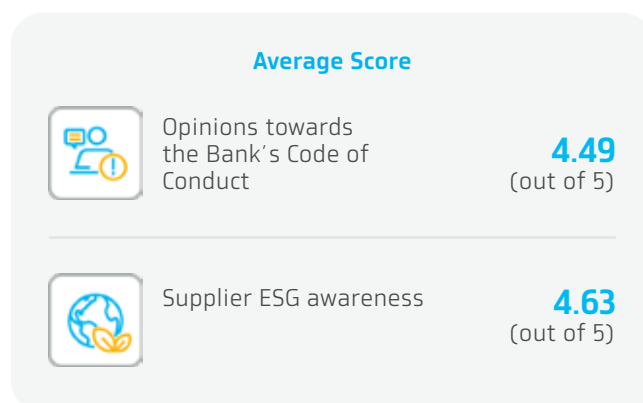 Average Score
Opinions towards
the Bank´s Code of
Conduct
4.49
(out of 5)
Supplier ESG awareness
4.63
(out of 5)